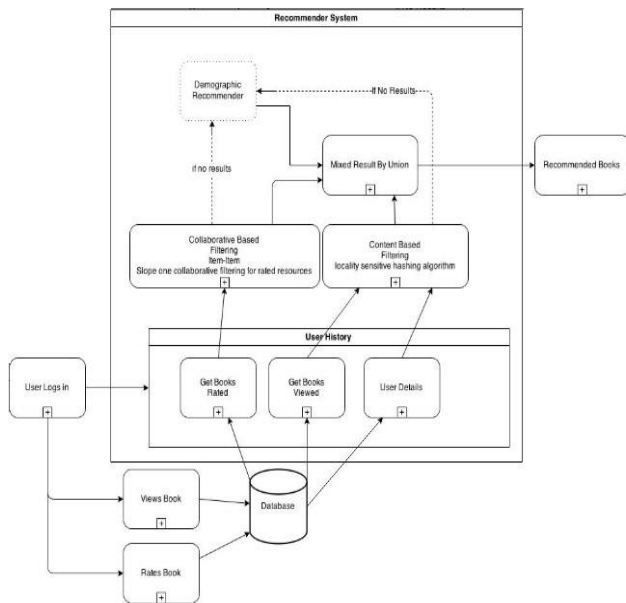 Recommender System
Demographic
Recommender
If No Results
if no results
Mixed Result By Union
+
Recommended Books
+
Collaborative Based
Filtering
Item-Item
Slope one collaborative filtering for rated resources
+
Content Based
Filtering
locality sensitive hashing algorithm
+
User History
User Logs in
+
Get Books
Rated
+
Get Books
Viewed
+
User Details
+
Views Book
+
Database
Rates Book
+